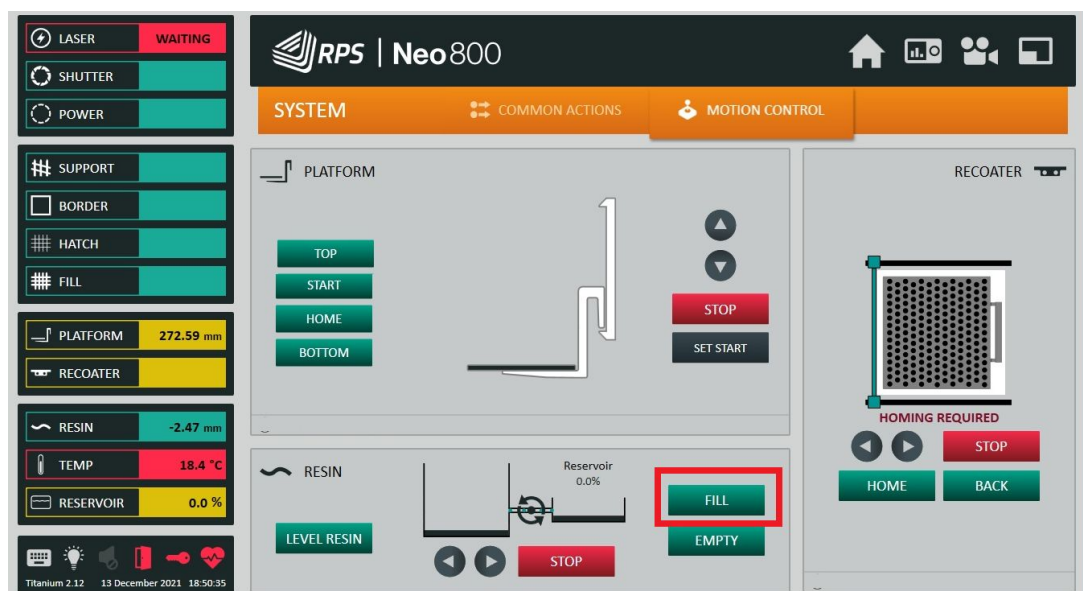 LASER WAITING
SHUTTER
POWER
SUPPORT
BORDER
HATCH
FILL
PLATFORM 272.59 mm
RECOATER
RESIN -2.47 mm
TEMP 18.4 °C
RESERVOIR 0.0 %
Titanium 2.12 13 December 2021 18:50:35
RPS | Neo800
SYSTEM COMMON ACTIONS MOTION CONTROL
PLATFORM
TOP
START
HOME
BOTTOM
STOP
SET START
RESIN
Reservoir
0.0%
LEVEL RESIN
STOP
FILL
EMPTY
RECOATER
HOMING REQUIRED
STOP
HOME BACK